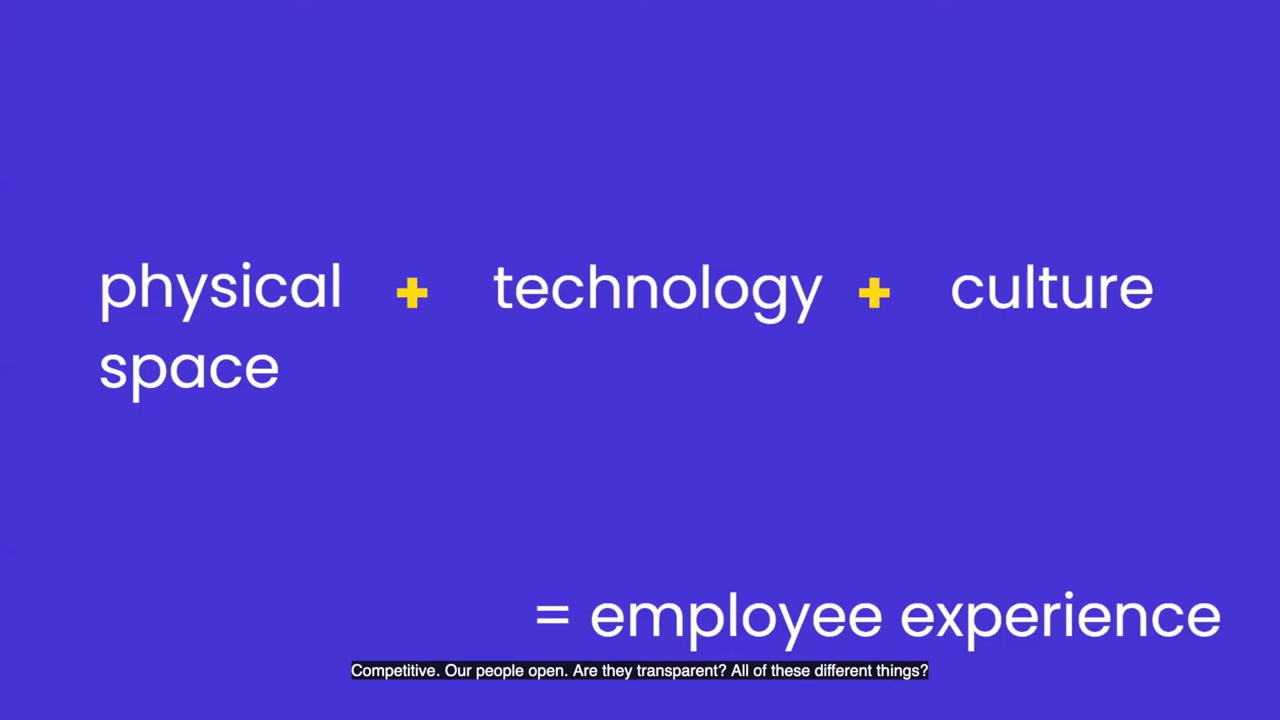 physical + technology + culture
space
= employee experience
Competitive. Our people open. Are they transparent? All of these different things?